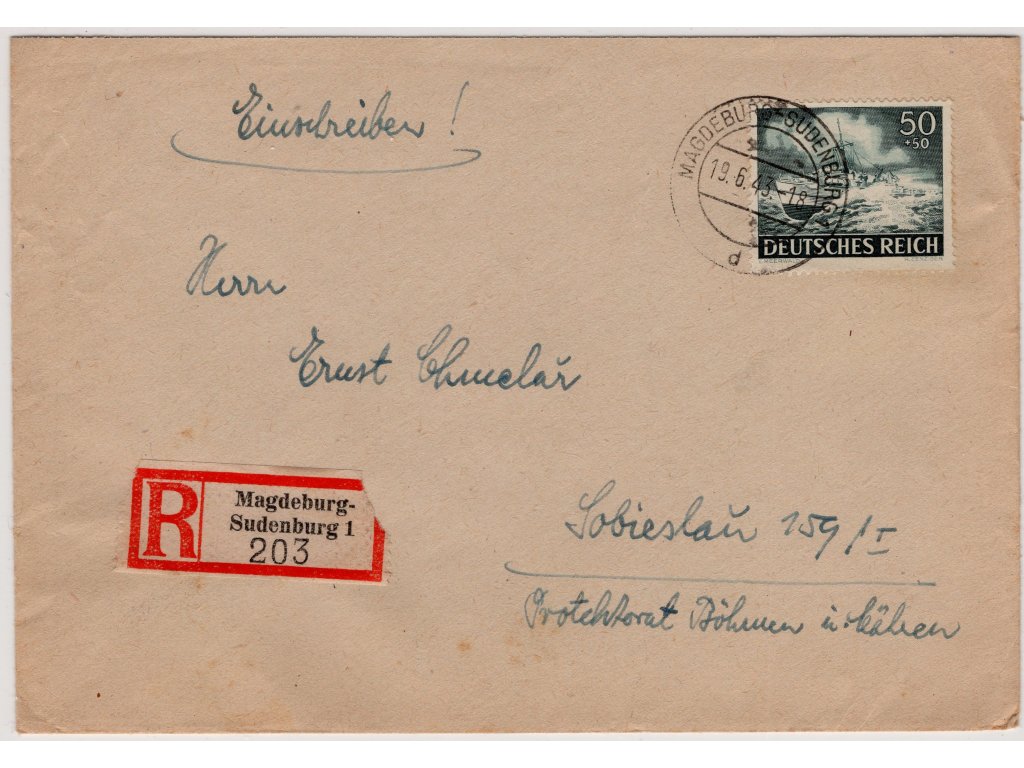 Einschreiben!
MAGDEBURG-SUDENBURG
19.6.43.-18
d
50
+50
DEUTSCHES REICH
Herrn
Ernst Chmelař
R
Magdeburg-
Sudenburg 1
203
Sobieslau 159/I
Protektorat Böhmen u. Mähren